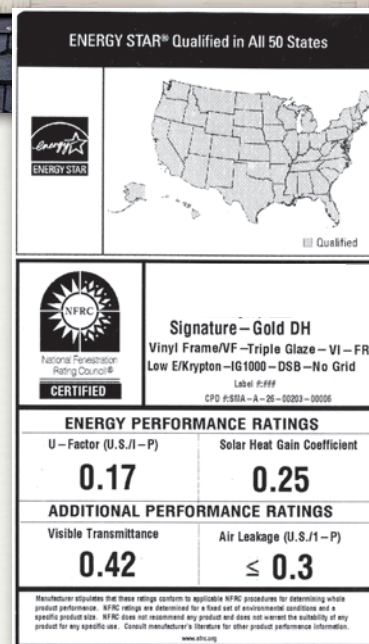 ENERGY STAR® Qualified in All 50 States
energy
ENERGY STAR
Qualified
NFRC
National Fenestration
Rating Council®
CERTIFIED
Signature—Gold DH
Vinyl Frame/VF—Triple Glaze—VI—FR
Low E/Krypton—IG1000—DSB—No Grid
Label #:###
CPD #:SMA—A—26—00203—00006
ENERGY PERFORMANCE RATINGS
U—Factor (U.S./I—P)
Solar Heat Gain Coefficient
0.17
0.25
ADDITIONAL PERFORMANCE RATINGS
Visible Transmittance
Air Leakage (U.S./1—P)
0.42
≤ 0.3
Manufacturer stipulates that these ratings conform to applicable NFRC procedures for determining whole
product performance. NFRC ratings are determined for a fixed set of environmental conditions and a
specific product size. NFRC does not recommend any product and does not warrant the suitability of any
product for any specific use. Consult manufacturer's literature for other product performance information.
www.nfrc.org